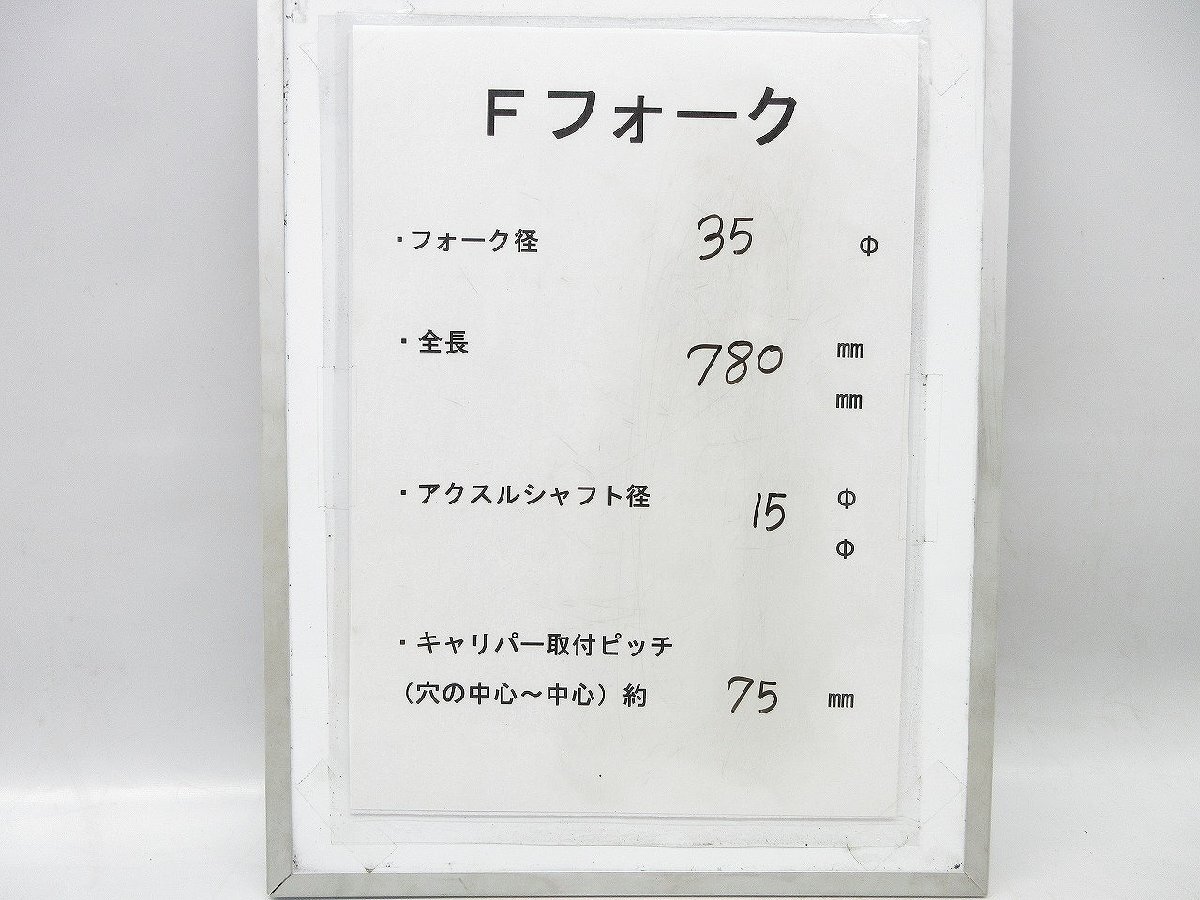 Fフォーク
・フォーク径 35 Φ
・全長 780 mm
mm
・アクスルシャフト径 15 Φ
Φ
・キャリパー取付ピッチ
（穴の中心～中心）約 75 mm